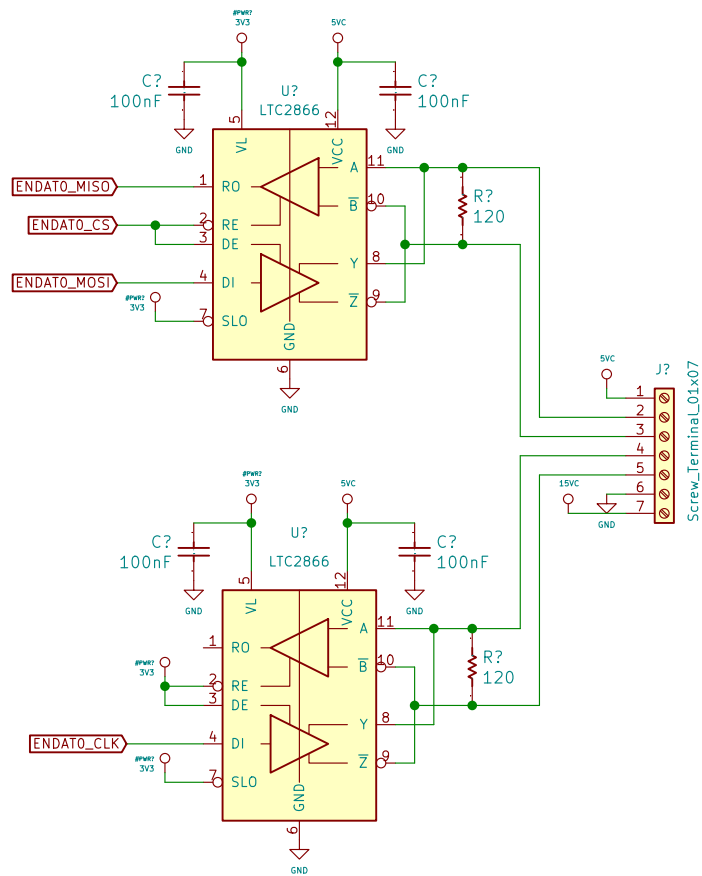 #PWR?
3V3
5VC
C?
100nF
GND
U?
LTC2866
C?
100nF
GND
5
VL
12
VCC
ENDAT0_MISO
1
RO
A
11
ENDAT0_CS
2
RE
B
10
3
DE
R?
120
ENDAT0_MOSI
4
DI
Y
8
#PWR?
3V3
7
SLO
Z
9
GND
6
GND
5VC
J?
Screw_Terminal_01x07
1
2
3
4
5
6
7
15VC
GND
#PWR?
3V3
5VC
C?
100nF
GND
U?
LTC2866
C?
100nF
GND
5
VL
12
VCC
1
RO
A
11
#PWR?
3V3
2
RE
B
10
3
DE
R?
120
ENDAT0_CLK
4
DI
Y
8
#PWR?
3V3
7
SLO
Z
9
GND
6
GND